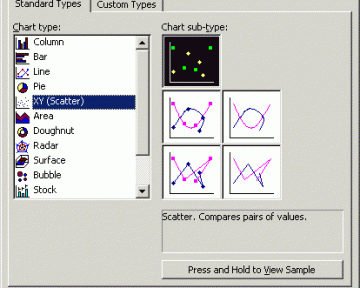 Standard Types Custom Types
Chart type: Chart sub-type:
Column
Bar
Line
Pie
XY (Scatter)
Area
Doughnut
Radar
Surface
Bubble
Stock
Scatter. Compares pairs of values.
Press and Hold to View Sample